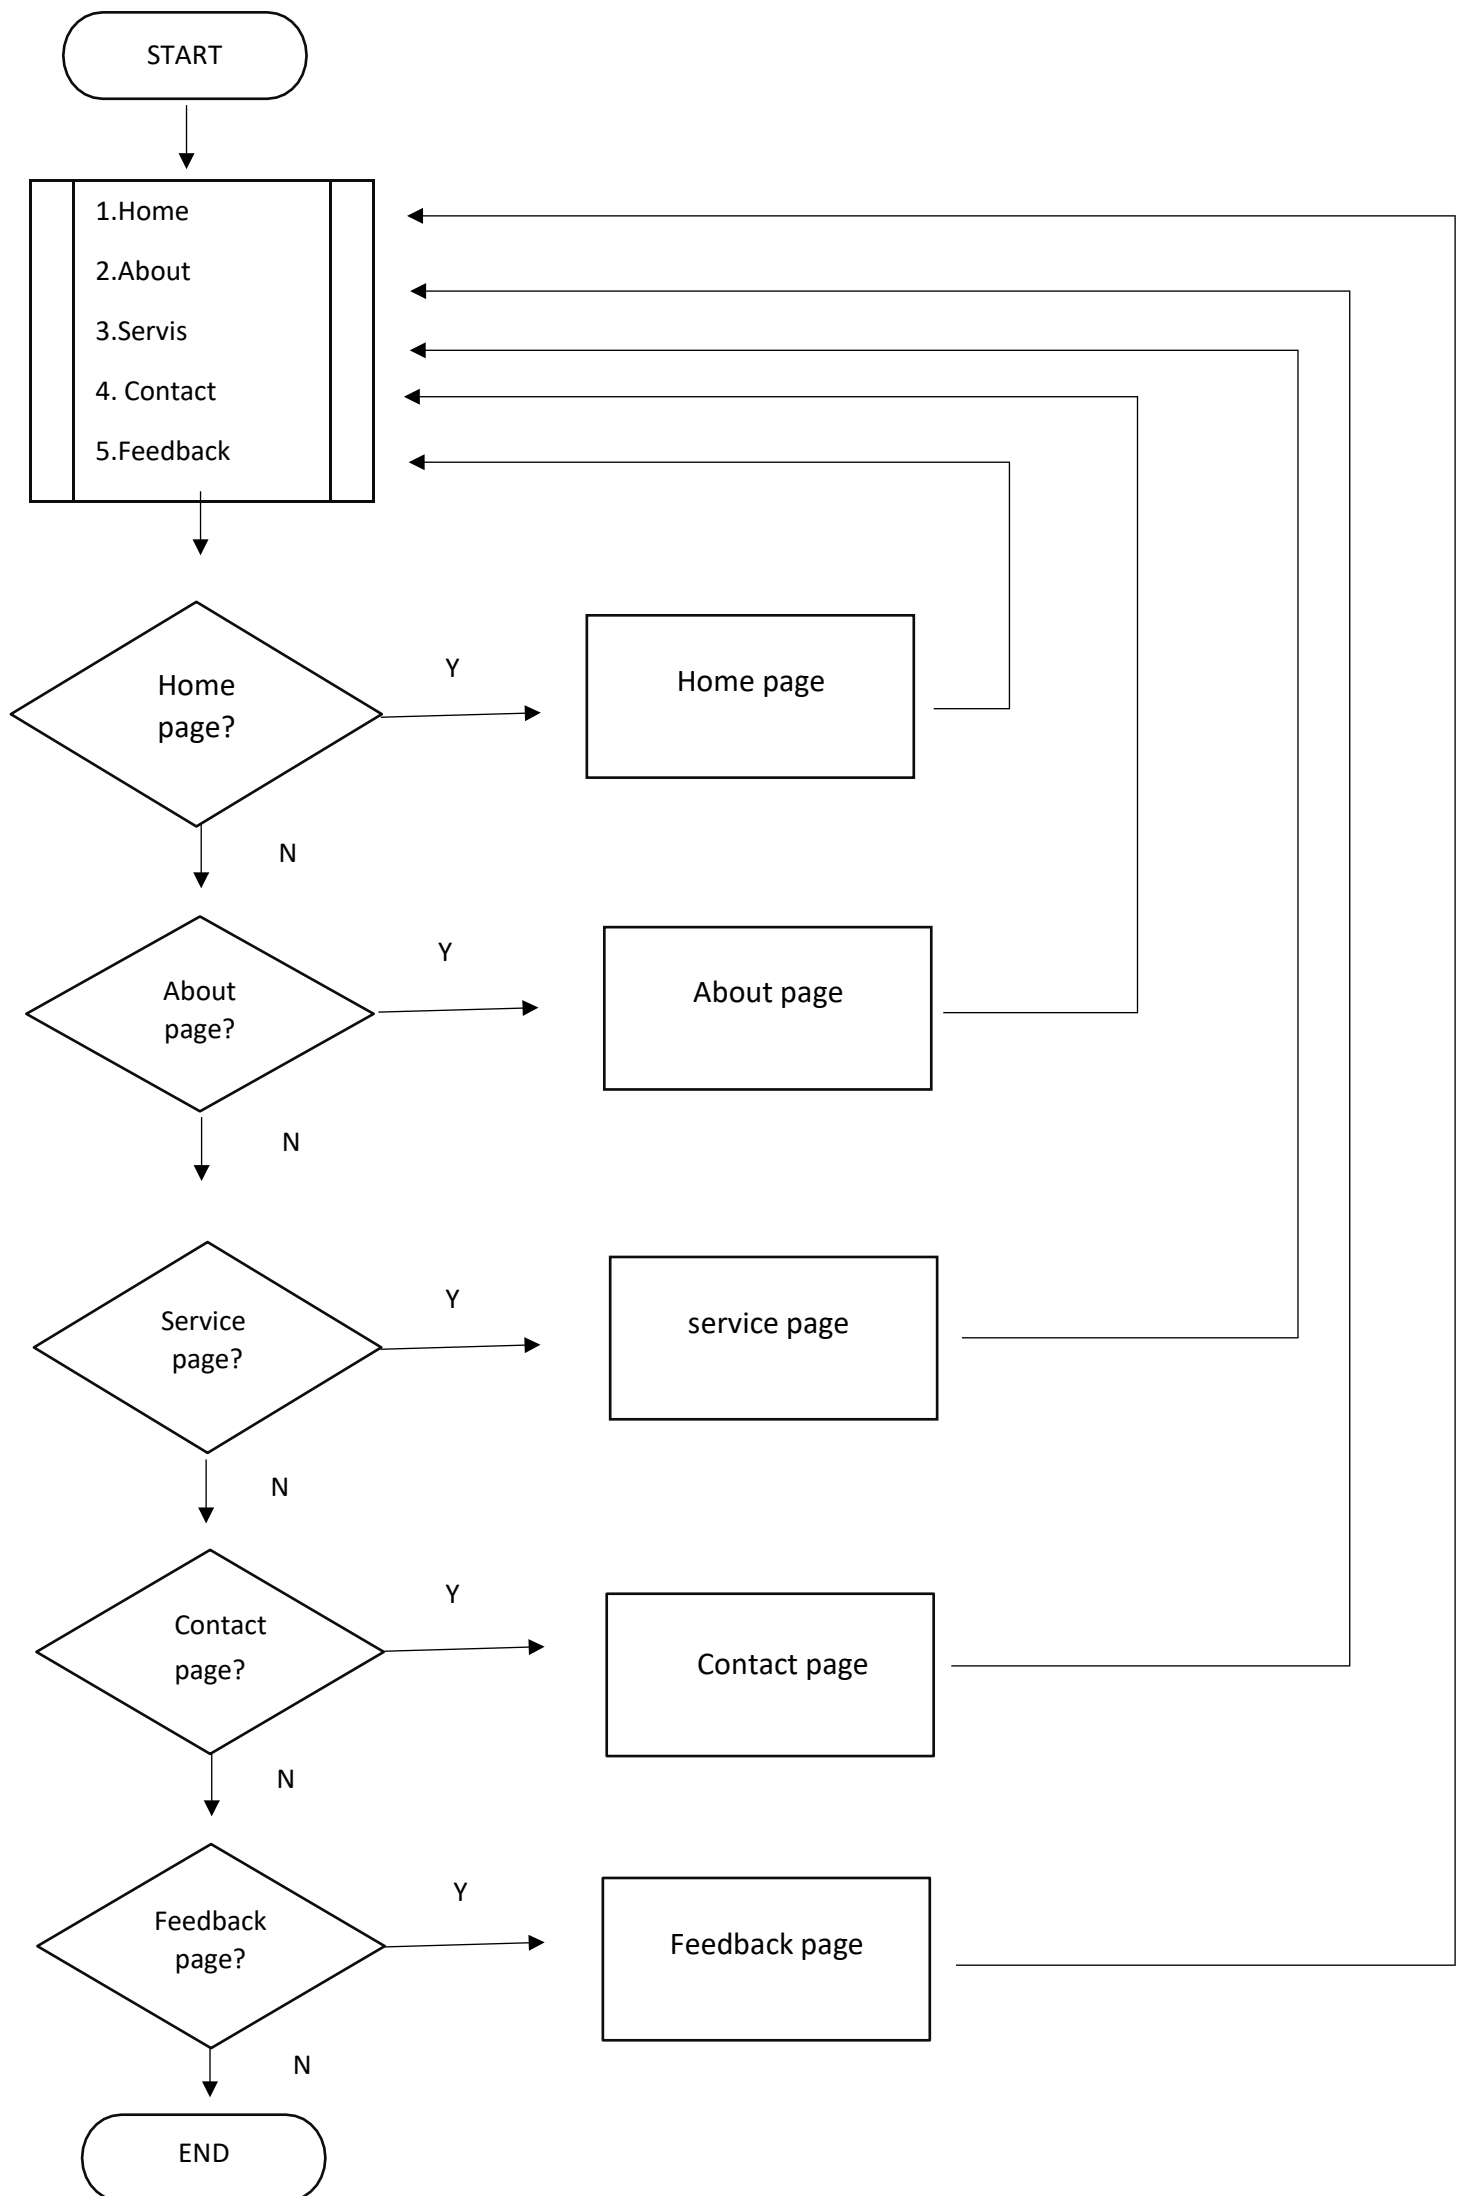 START
1.Home
2.About
3.Servis
4. Contact
5.Feedback
Home
page?
Y
Home page
N
About
page?
Y
About page
N
Service
page?
Y
service page
N
Contact
page?
Y
Contact page
N
Feedback
page?
Y
Feedback page
N
END